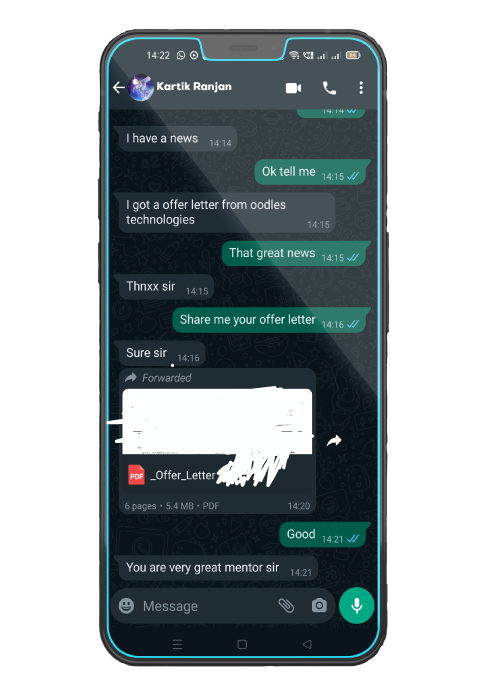 14:22
Kartik Ranjan
14:14
I have a news 14:14
Ok tell me 14:15
I got a offer letter from oodles
technologies 14:15
That great news 14:15
Thnxx sir 14:15
Share me your offer letter 14:16
Sure sir 14:16
Forwarded
PDF _Offer_Letter
6 pages • 5.4 MB • PDF 14:20
Good 14:21
You are very great mentor sir 14:21
Message